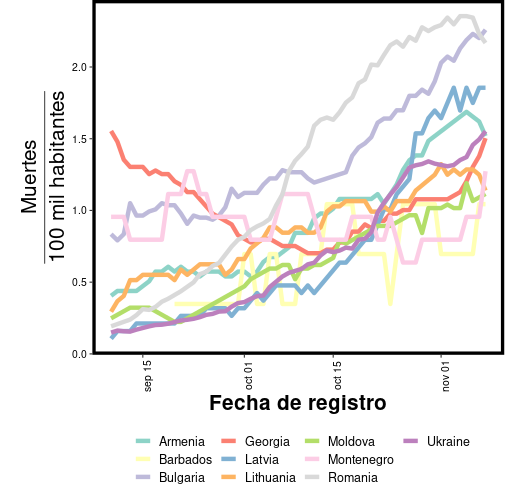 Muertes
100 mil habitantes
2.0
1.5
1.0
0.5
0.0
sep 15
oct 01
oct 15
nov 01
Fecha de registro
Armenia Georgia Moldova Ukraine
Barbados Latvia Montenegro
Bulgaria Lithuania Romania